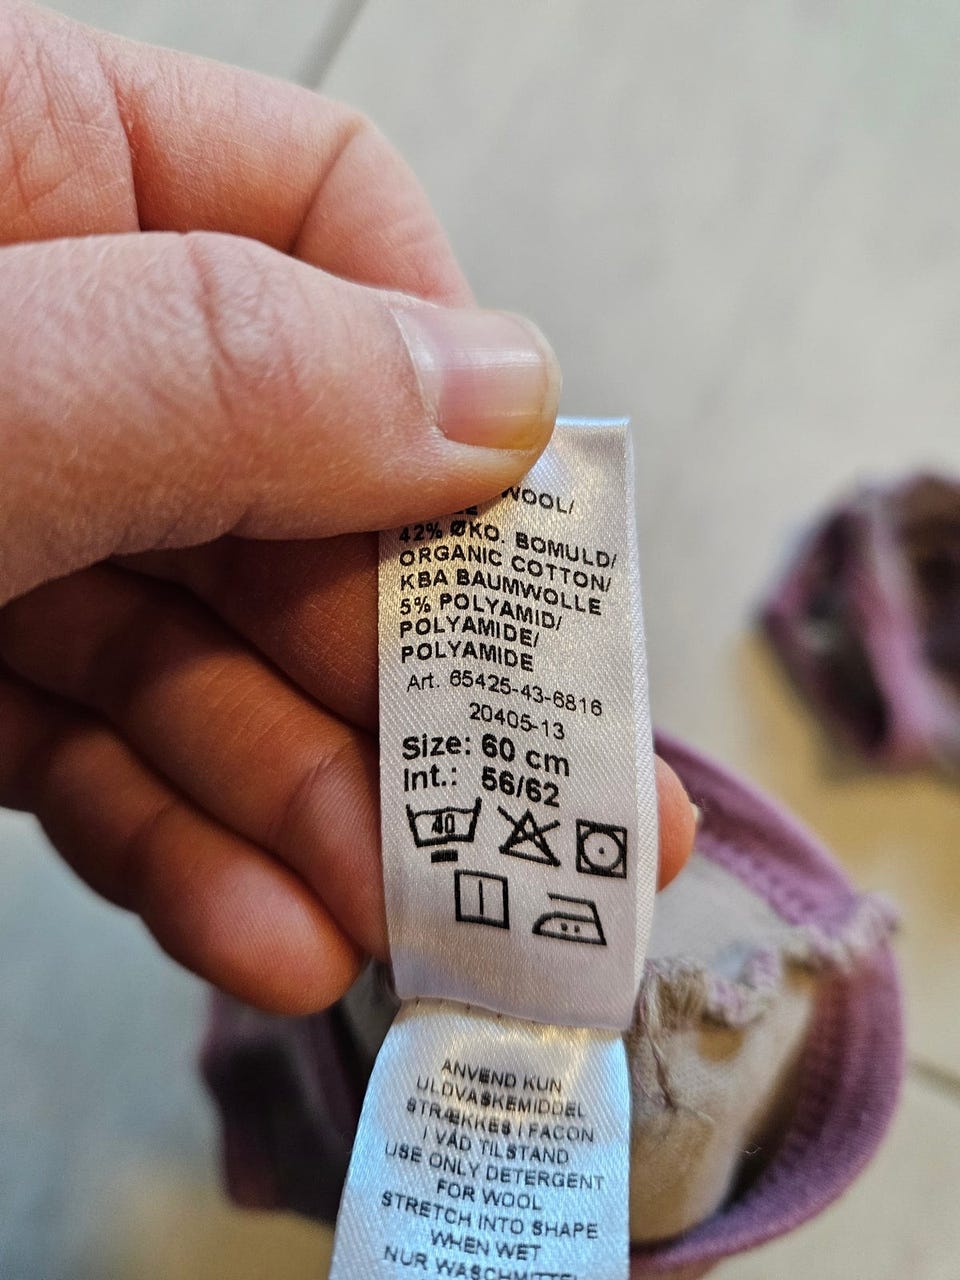 WOOL/
42% ØKO. BOMULD/
ORGANIC COTTON/
KBA BAUMWOLLE
5% POLYAMID/
POLYAMIDE/
POLYAMIDE
Art. 65425-43-6816
20405-13
Size: 60 cm
Int.: 56/62
40
ANVEND KUN
ULDVASKEMIDDEL
STRÆKKES I FACON
I VÅD TILSTAND
USE ONLY DETERGENT
FOR WOOL
STRETCH INTO SHAPE
WHEN WET
NUR WASCHMITTEL